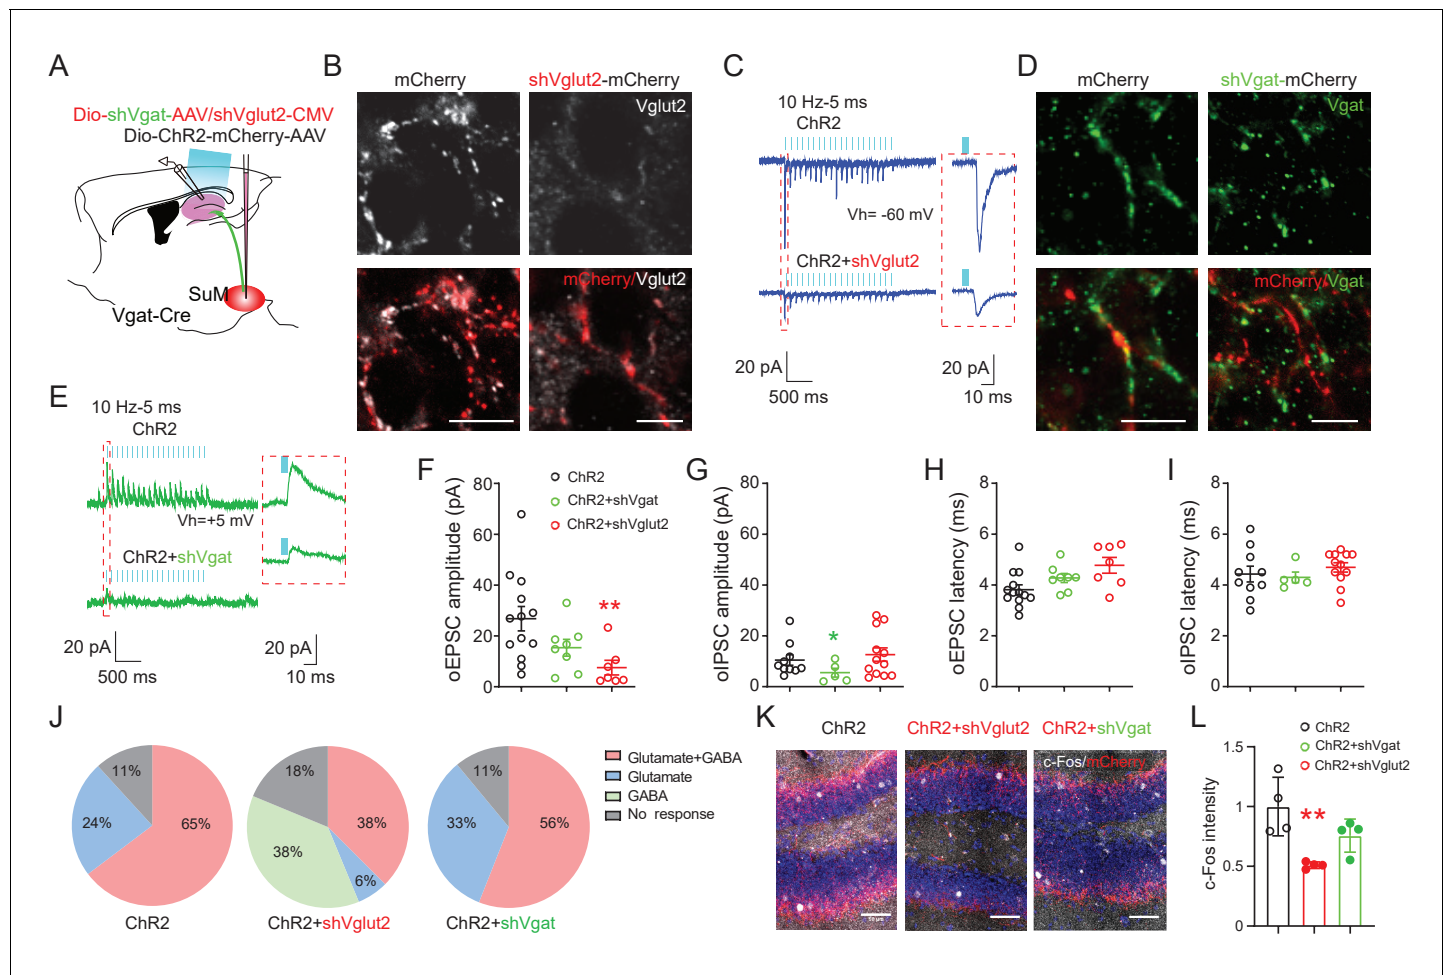 A
Dio-shVgat-AAV/shVglut2-CMV
Dio-ChR2-mCherry-AAV
SuM
Vgat-Cre
B
mCherry
shVglut2-mCherry
Vglut2
mCherry/Vglut2
C
10 Hz-5 ms
ChR2
Vh= -60 mV
ChR2+shVglut2
20 pA
500 ms
20 pA
10 ms
D
mCherry
shVgat-mCherry
Vgat
mCherry/Vgat
E
10 Hz-5 ms
ChR2
Vh=+5 mV
ChR2+shVgat
20 pA
500 ms
20 pA
10 ms
F
oEPSC amplitude (pA)
80
60
40
20
0
ChR2
ChR2+shVgat
ChR2+shVglut2
**
G
oIPSC amplitude (pA)
80
60
40
20
0
*
H
oEPSC latency (ms)
8
6
4
2
0
I
oIPSC latency (ms)
8
6
4
2
0
J
11%
24%
65%
ChR2
18%
38%
38%
6%
ChR2+shVglut2
11%
33%
56%
ChR2+shVgat
Glutamate+GABA
Glutamate
GABA
No response
K
ChR2
ChR2+shVglut2
ChR2+shVgat
c-Fos/mCherry
L
ChR2
ChR2+shVgat
ChR2+shVglut2
c-Fos intensity
1.5
1
0.5
0
**